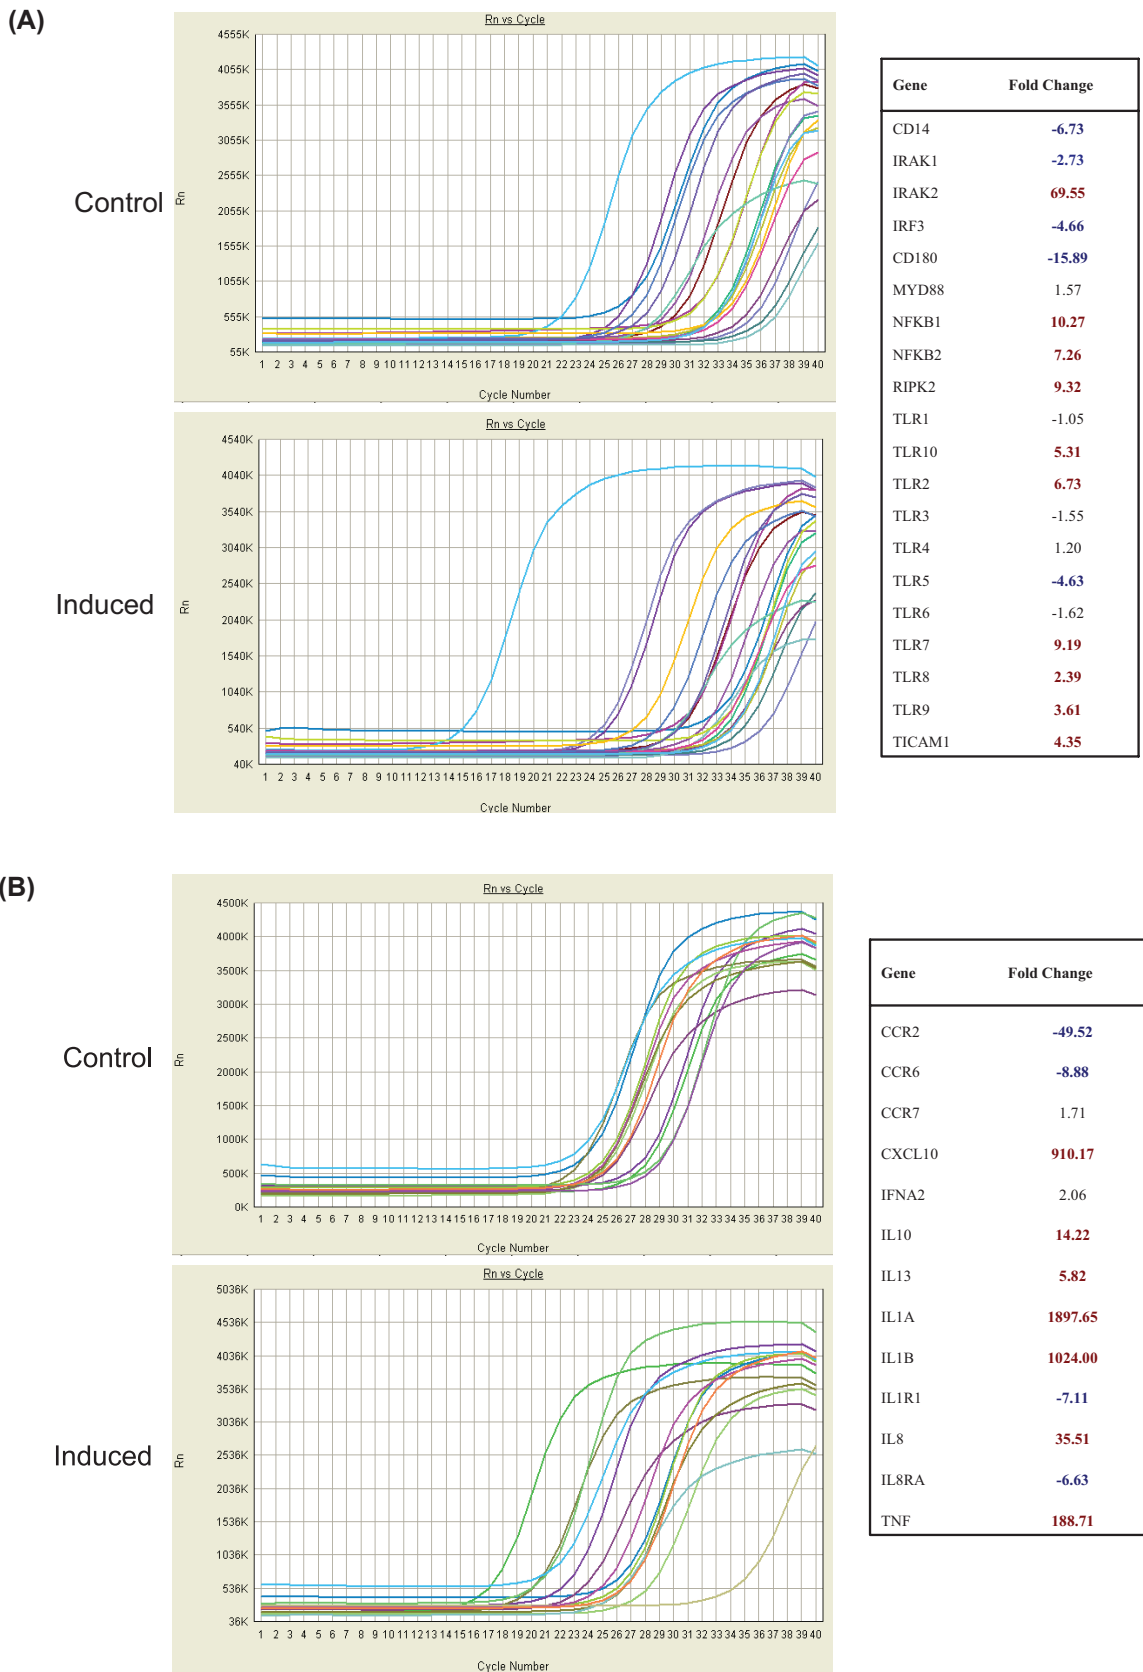 (A)
Rn vs Cycle
4555K
4055K
3555K
3055K
2555K
2055K
1555K
1055K
555K
55K
Rn
Control
1 2 3 4 5 6 7 8 9 10 11 12 13 14 15 16 17 18 19 20 21 22 23 24 25 26 27 28 29 30 31 32 33 34 35 36 37 38 39 40
Cycle Number
Rn vs Cycle
4540K
4040K
3540K
3040K
2540K
2040K
1540K
1040K
540K
40K
Rn
Induced
1 2 3 4 5 6 7 8 9 10 11 12 13 14 15 16 17 18 19 20 21 22 23 24 25 26 27 28 29 30 31 32 33 34 35 36 37 38 39 40
Cycle Number
Gene Fold Change
CD14 -6.73
IRAK1 -2.73
IRAK2 69.55
IRF3 -4.66
CD180 -15.89
MYD88 1.57
NFKB1 10.27
NFKB2 7.26
RIPK2 9.32
TLR1 -1.05
TLR10 5.31
TLR2 6.73
TLR3 -1.55
TLR4 1.20
TLR5 -4.63
TLR6 -1.62
TLR7 9.19
TLR8 2.39
TLR9 3.61
TICAM1 4.35
(B)
Rn vs Cycle
4500K
4000K
3500K
3000K
2500K
2000K
1500K
1000K
500K
0K
Rn
Control
1 2 3 4 5 6 7 8 9 10 11 12 13 14 15 16 17 18 19 20 21 22 23 24 25 26 27 28 29 30 31 32 33 34 35 36 37 38 39 40
Cycle Number
Rn vs Cycle
5036K
4536K
4036K
3536K
3036K
2536K
2036K
1536K
1036K
536K
36K
Rn
Induced
1 2 3 4 5 6 7 8 9 10 11 12 13 14 15 16 17 18 19 20 21 22 23 24 25 26 27 28 29 30 31 32 33 34 35 36 37 38 39 40
Cycle Number
Gene Fold Change
CCR2 -49.52
CCR6 -8.88
CCR7 1.71
CXCL10 910.17
IFNA2 2.06
IL10 14.22
IL13 5.82
IL1A 1897.65
IL1B 1024.00
IL1R1 -7.11
IL8 35.51
IL8RA -6.63
TNF 188.71